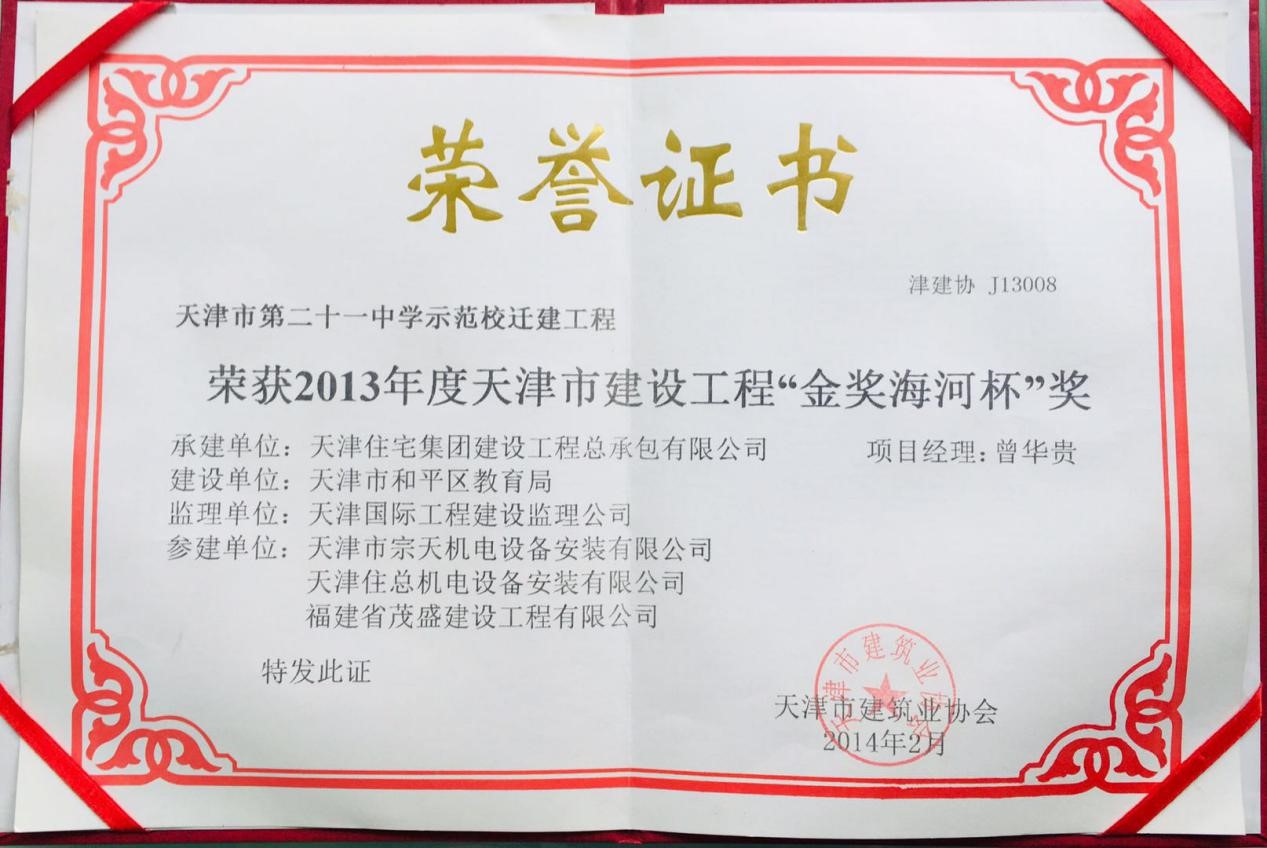 荣誉证书
津建协 J13008
天津市第二十一中学示范校迁建工程
荣获2013年度天津市建设工程“金奖海河杯”奖
承建单位：天津住宅集团建设工程总承包有限公司 项目经理：曾华贵
建设单位：天津市和平区教育局
监理单位：天津国际工程建设监理公司
参建单位：天津市宗天机电设备安装有限公司
天津住总机电设备安装有限公司
福建省茂盛建设工程有限公司
特发此证
天津市建筑业协会
天津市建筑业协会
2014年2月